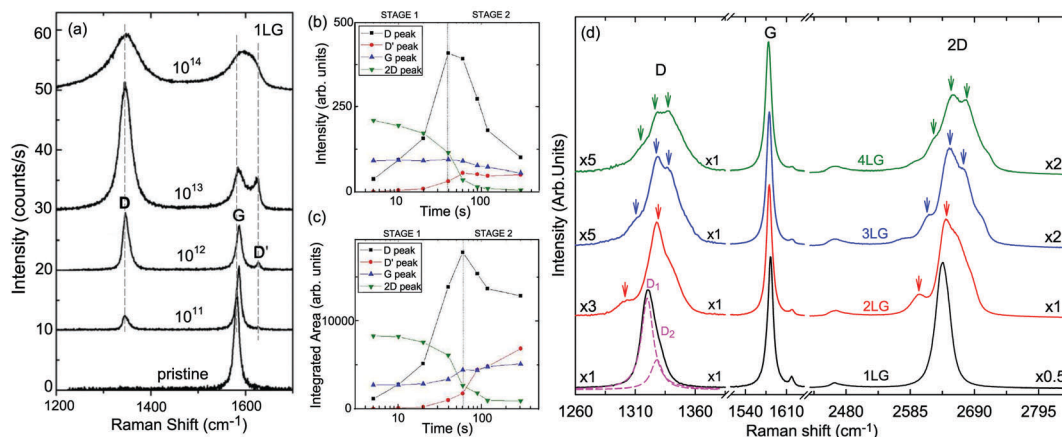 (a)
1LG
60
50
40
30
20
10
0
10^14
10^13
10^12
10^11
pristine
D
G
D'
1200
1400
1600
Raman Shift (cm⁻¹)
Intensity (counts/s)
(b)
STAGE 1
STAGE 2
D peak
D' peak
G peak
2D peak
500
250
0
10
100
Time (s)
Intensity (arb. units)
(c)
STAGE 1
STAGE 2
D peak
D' peak
G peak
2D peak
10000
0
10
100
Time (s)
Integrated Area (arb. units)
(d)
D
G
2D
x5
x1
4LG
x2
x5
x1
3LG
x2
x3
x1
2LG
x1
D₁
D₂
x1
x1
1LG
x0.5
1260
1310
1360
1540
1610
2480
2585
2690
2795
Raman shift (cm⁻¹)
Intensity (Arb.Units)